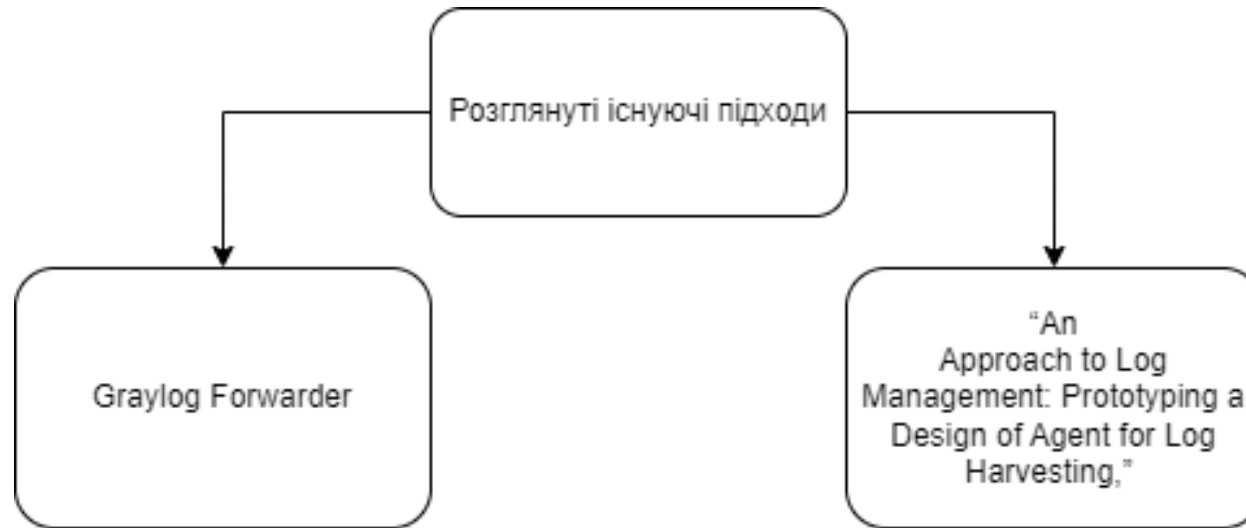 Розглянуті існуючі підходи
Graylog Forwarder
“An
Approach to Log
Management: Prototyping a
Design of Agent for Log
Harvesting,”